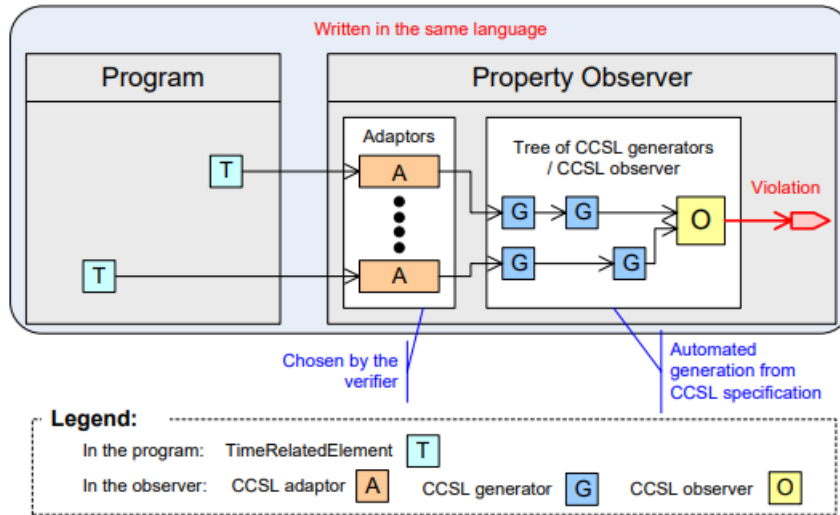 Written in the same language
Program
Property Observer
Adaptors
Tree of CCSL generators
/ CCSL observer
T
A
G
G
O
Violation
T
A
G
G
Chosen by the
verifier
Automated
generation from
CCSL specification
Legend:
In the program: TimeRelatedElement T
In the observer: CCSL adaptor A CCSL generator G CCSL observer O